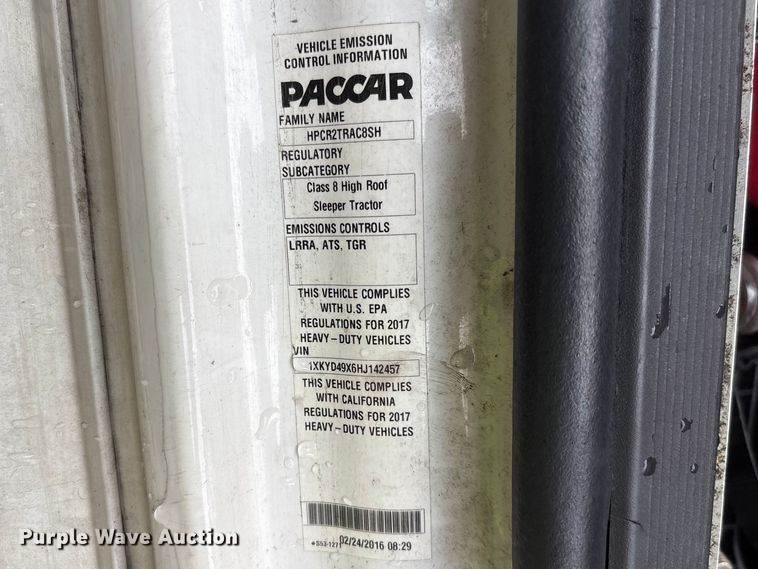 VEHICLE EMISSION
CONTROL INFORMATION
PACCAR
FAMILY NAME
HPCR2TRAC8SH
REGULATORY
SUBCATEGORY
Class 8 High Roof
Sleeper Tractor
EMISSIONS CONTROLS
LRRA, ATS, TGR
THIS VEHICLE COMPLIES
WITH U.S. EPA
REGULATIONS FOR 2017
HEAVY-DUTY VEHICLES
VIN
1XKYD49X6HJ142457
THIS VEHICLE COMPLIES
WITH CALIFORNIA
REGULATIONS FOR 2017
HEAVY-DUTY VEHICLES
02/24/2016 08:29
Purple Wave Auction